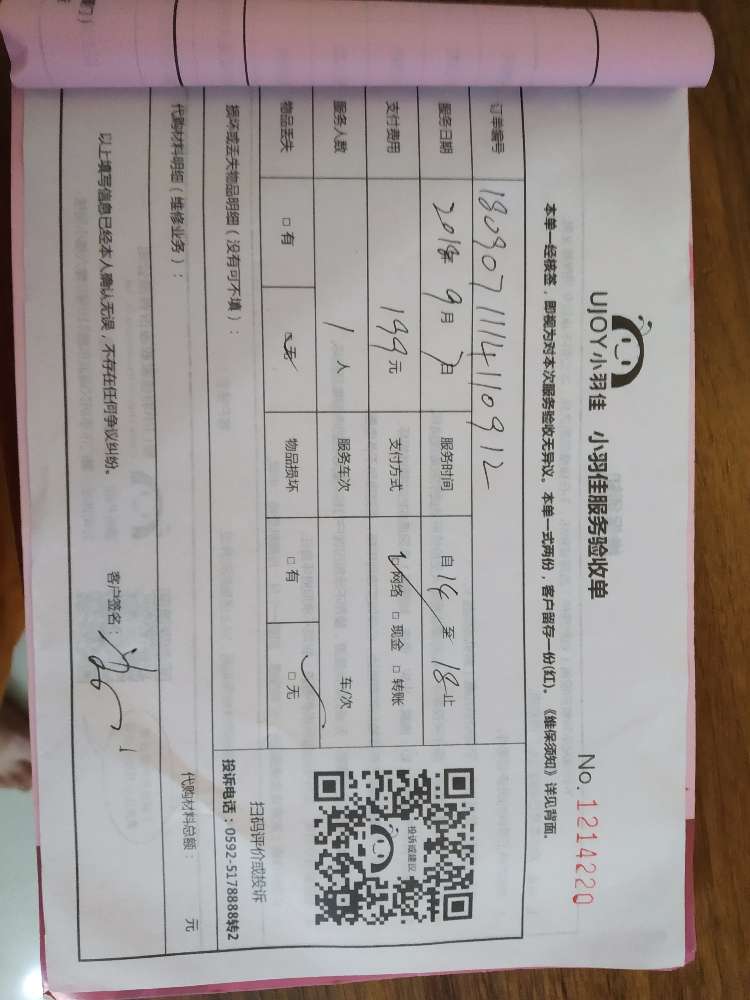 UJOY小羽佳 小羽佳服务验收单
No. 1214220
本单一经核签，即视为对本次服务验收无异议。本单一式两份，客户留存一份(红)。《维保须知》详见背面。
订单编号 180907111411091２
服务日期 2018年 9月 7日 服务时间 自 14 至 18 止
支付费用 199元 支付方式 □网络 □现金 □转账
服务人数 1 人 服务车次 车/次
物品丢失 □有 □无 物品损坏 □有 □无
损坏或丢失物品明细（没有可不填）：
投诉或建议
扫码评价或投诉
投诉电话：0592-5178888转2
代购材料明细（维修业务）： 代购材料总额： 元
以上填写信息已经本人确认无误，不存在任何争议纠纷。 客户签名：